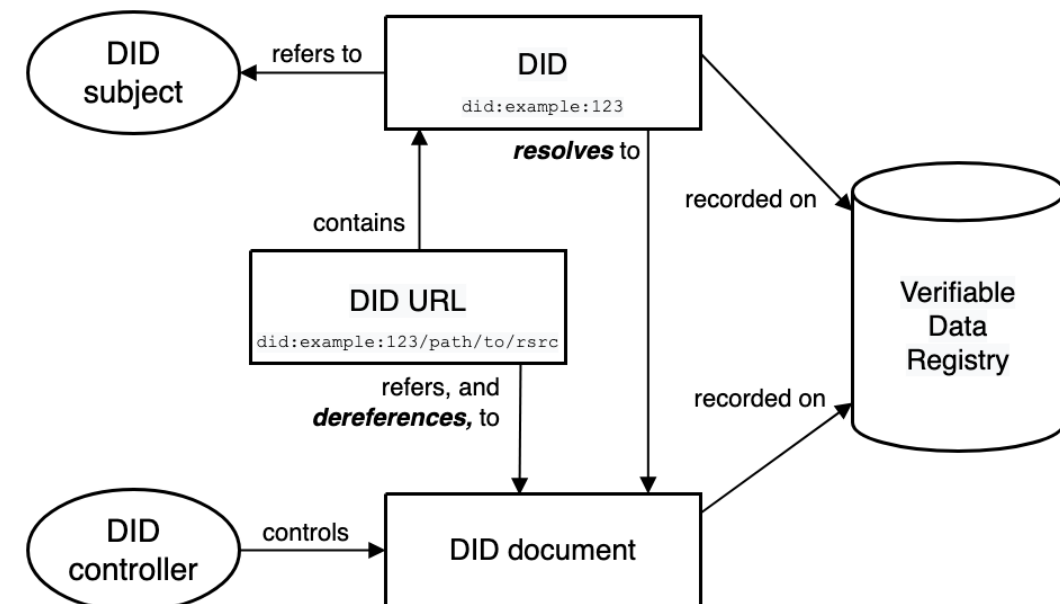 DID
subject
refers to
DID
did:example:123
resolves to
recorded on
contains
DID URL
did:example:123/path/to/rsrc
Verifiable
Data
Registry
refers, and
dereferences, to
recorded on
DID
controller
controls
DID document